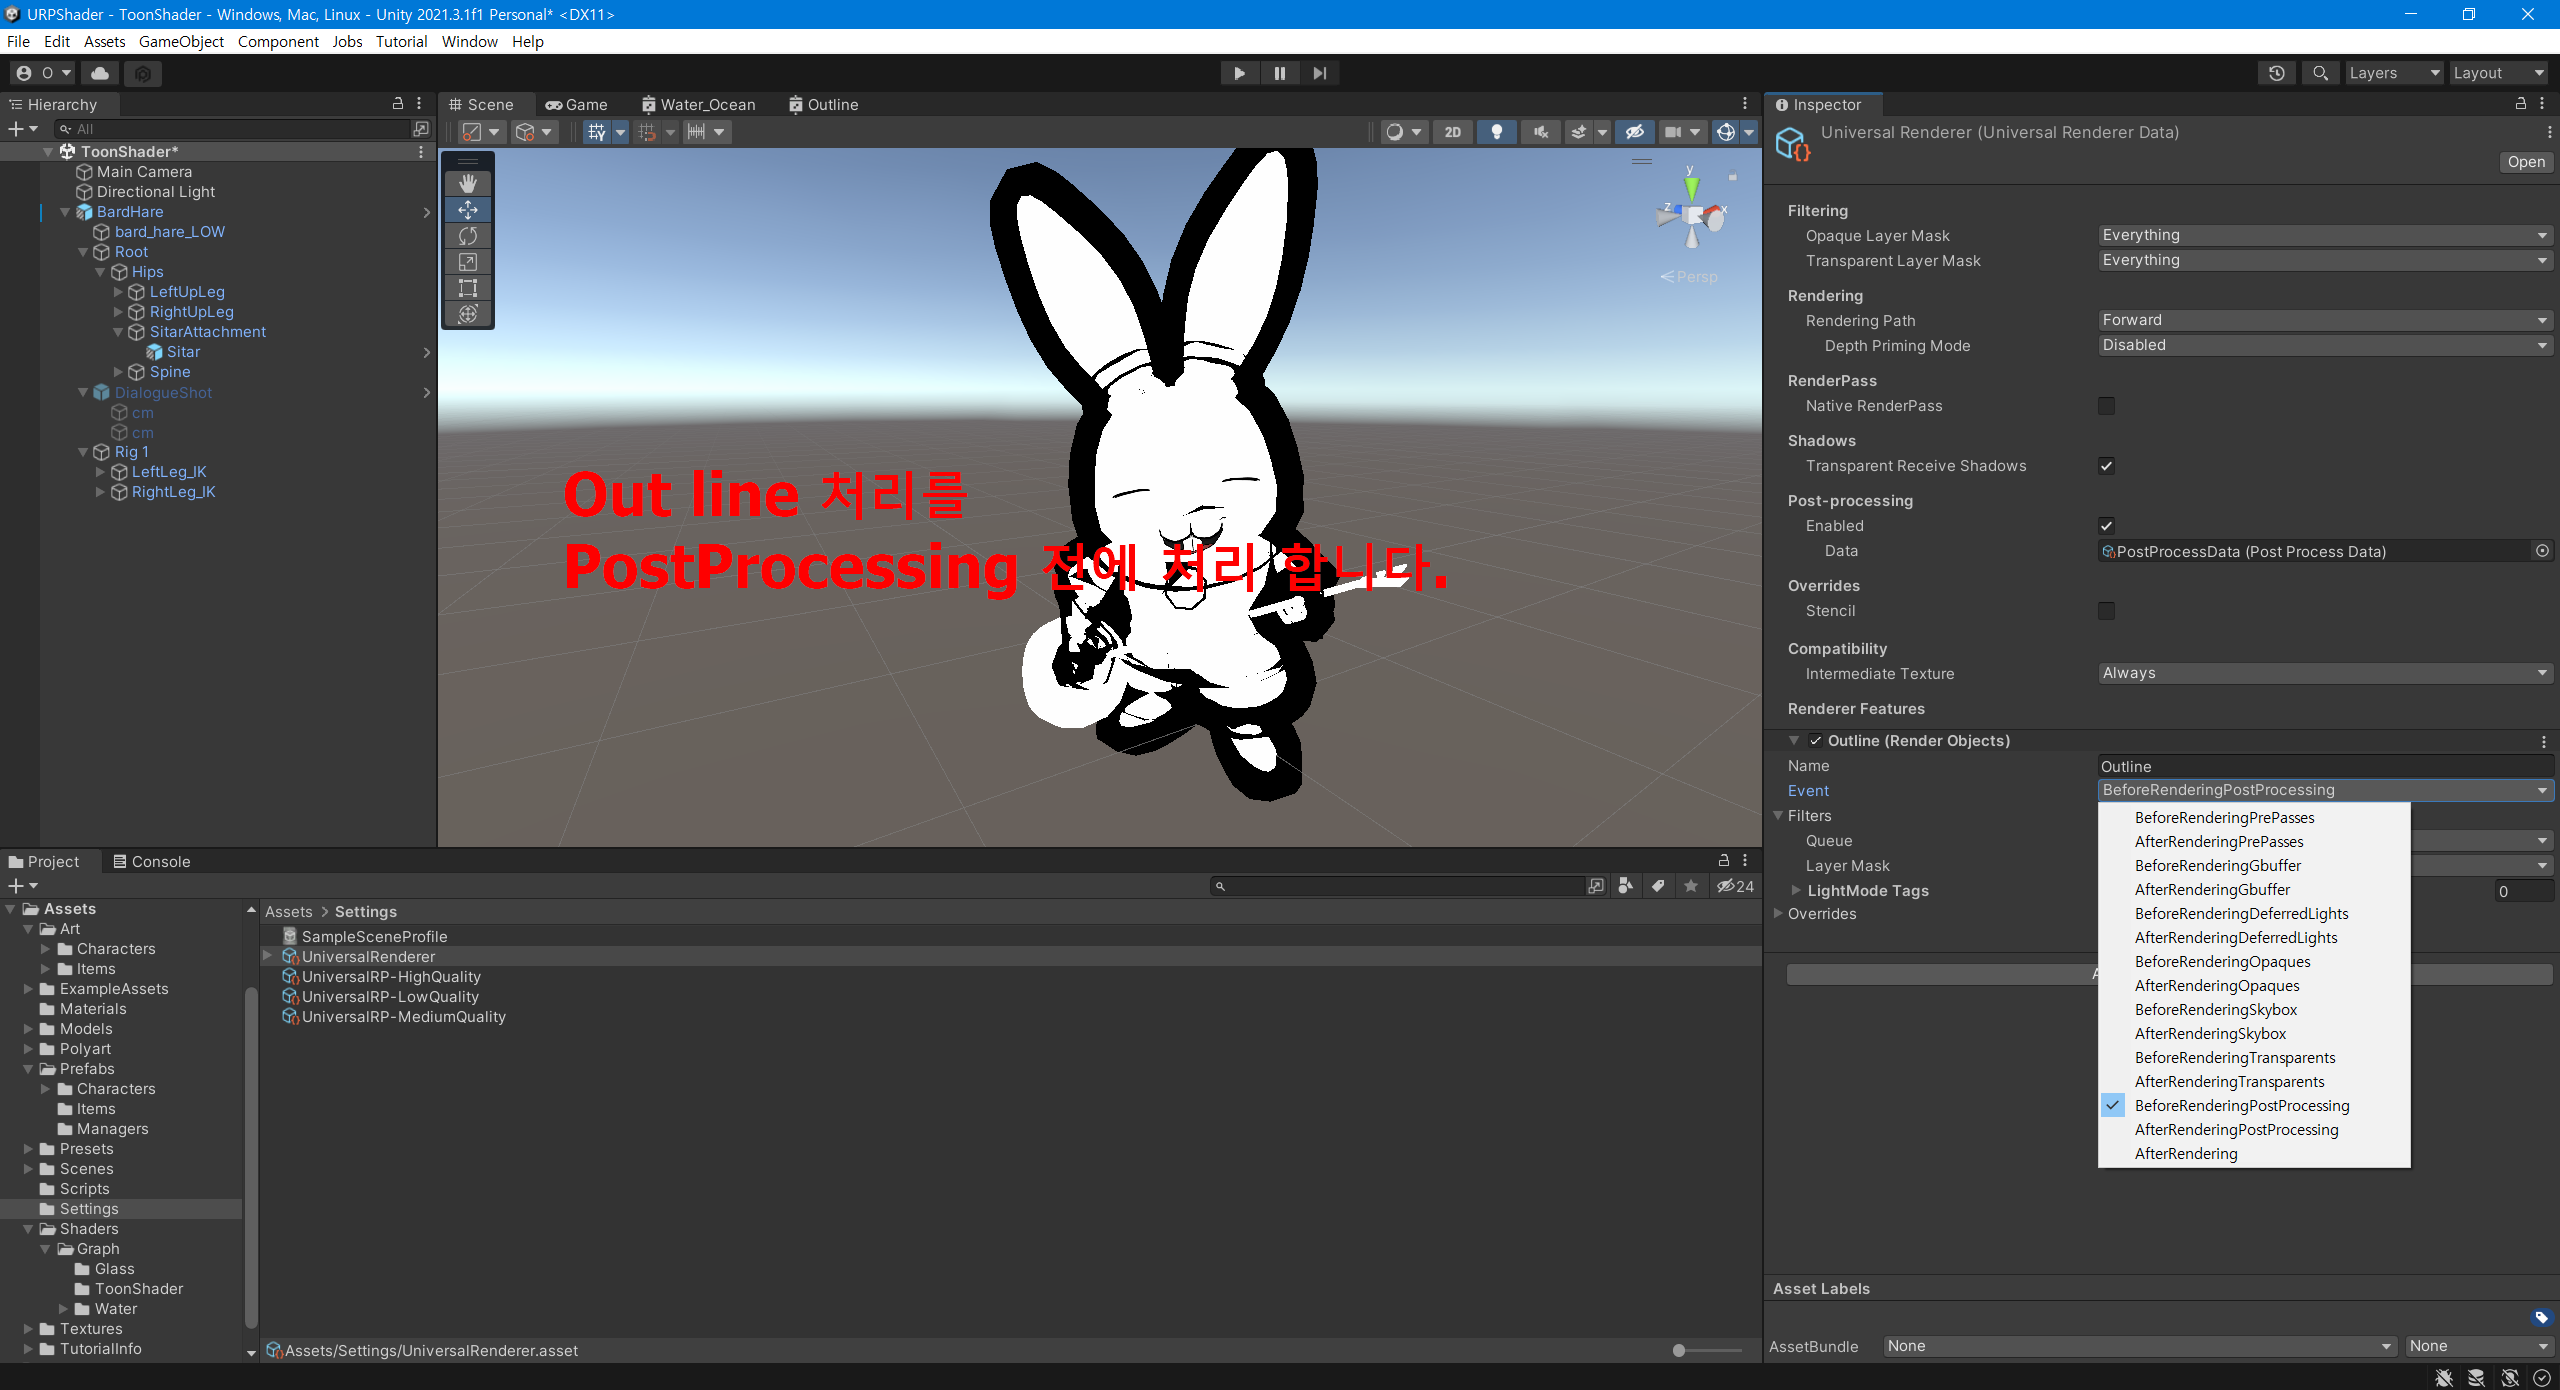 URPShader - ToonShader - Windows, Mac, Linux - Unity 2021.3.1f1 Personal* <DX11>
File Edit Assets GameObject Component Jobs Tutorial Window Help
O
Layers
Layout
Hierarchy
All
ToonShader*
Main Camera
Directional Light
BardHare
bard_hare_LOW
Root
Hips
LeftUpLeg
RightUpLeg
SitarAttachment
Sitar
Spine
DialogueShot
cm
cm
Rig 1
LeftLeg_IK
RightLeg_IK
Scene
Game
Water_Ocean
Outline
2D
y
z
x
Persp
Out line 처리를
PostProcessing 전에 처리 합니다.
Inspector
Universal Renderer (Universal Renderer Data)
Open
Filtering
Opaque Layer Mask Everything
Transparent Layer Mask Everything
Rendering
Rendering Path Forward
Depth Priming Mode Disabled
RenderPass
Native RenderPass
Shadows
Transparent Receive Shadows
Post-processing
Enabled
Data PostProcessData (Post Process Data)
Overrides
Stencil
Compatibility
Intermediate Texture Always
Renderer Features
Outline (Render Objects)
Name Outline
Event BeforeRenderingPostProcessing
Filters
Queue
Layer Mask
LightMode Tags 0
Overrides
A
BeforeRenderingPrePasses
AfterRenderingPrePasses
BeforeRenderingGbuffer
AfterRenderingGbuffer
BeforeRenderingDeferredLights
AfterRenderingDeferredLights
BeforeRenderingOpaques
AfterRenderingOpaques
BeforeRenderingSkybox
AfterRenderingSkybox
BeforeRenderingTransparents
AfterRenderingTransparents
BeforeRenderingPostProcessing
AfterRenderingPostProcessing
AfterRendering
Asset Labels
AssetBundle None None
Project
Console
24
Assets
Art
Characters
Items
ExampleAssets
Materials
Models
Polyart
Prefabs
Characters
Items
Managers
Presets
Scenes
Scripts
Settings
Shaders
Graph
Glass
ToonShader
Water
Textures
TutorialInfo
Assets > Settings
SampleSceneProfile
UniversalRenderer
UniversalRP-HighQuality
UniversalRP-LowQuality
UniversalRP-MediumQuality
Assets/Settings/UniversalRenderer.asset